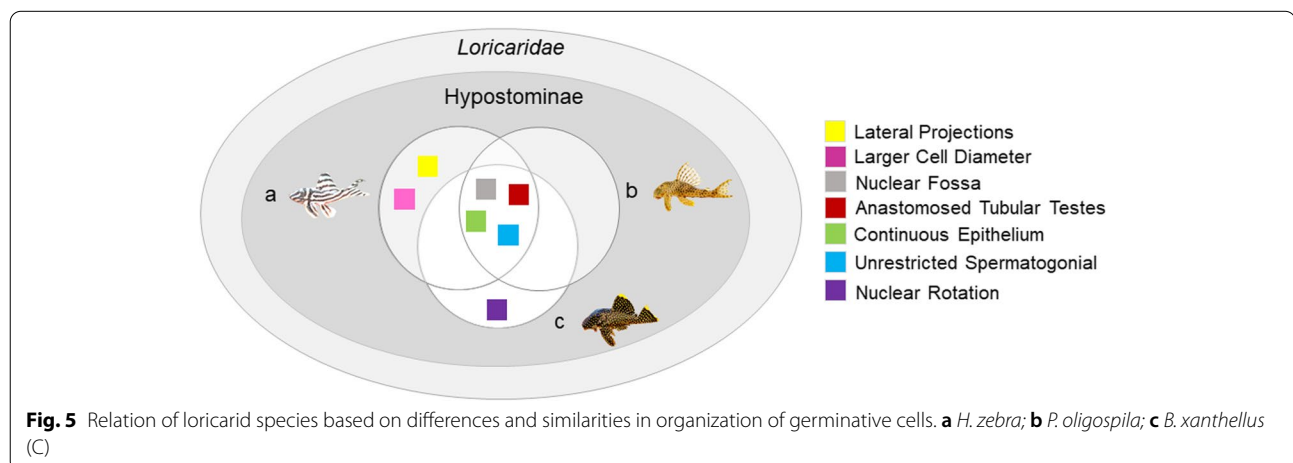 Loricaridae
Hypostominae
a
b
c
Lateral Projections
Larger Cell Diameter
Nuclear Fossa
Anastomosed Tubular Testes
Continuous Epithelium
Unrestricted Spermatogonial
Nuclear Rotation
Fig. 5 Relation of loricarid species based on differences and similarities in organization of germinative cells. a H. zebra; b P. oligospila; c B. xanthellus
(C)